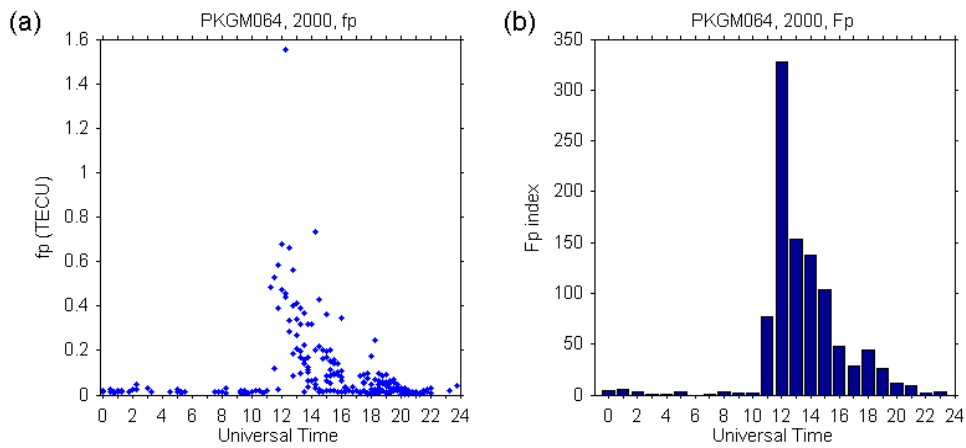 (a)
PKGM064, 2000, fp
1.6
1.4
1.2
1
0.8
0.6
0.4
0.2
0
fp (TECU)
0 2 4 6 8 10 12 14 16 18 20 22 24
Universal Time
(b)
PKGM064, 2000, Fp
350
300
250
200
150
100
50
0
Fp index
0 2 4 6 8 10 12 14 16 18 20 22 24
Universal Time